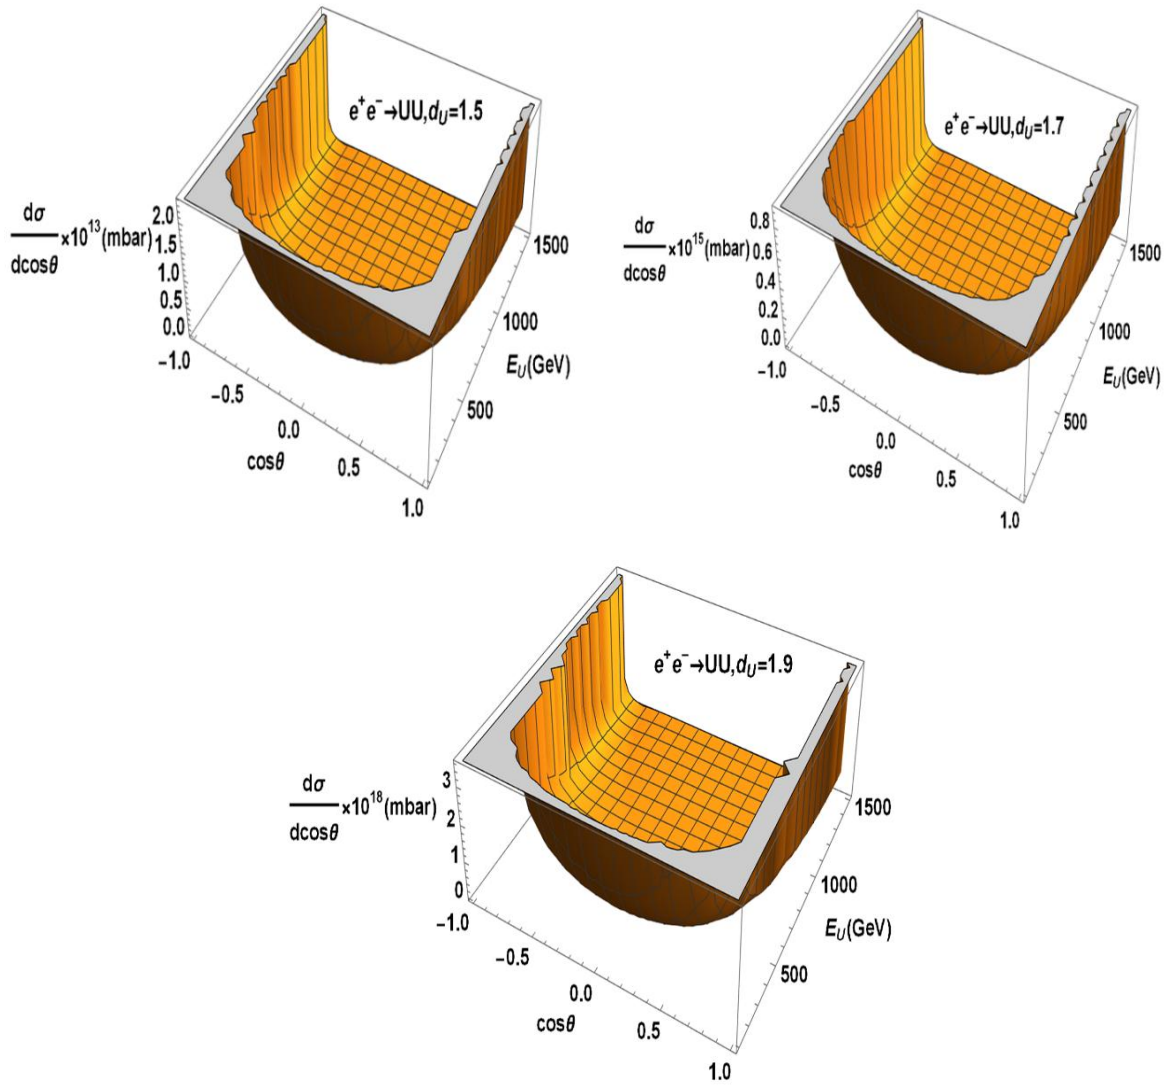 e⁺e⁻→UU,d_U=1.5
dσ
dcosθ
×10¹³(mbar)
2.0
1.5
1.0
0.5
0.0
−1.0
−0.5
0.0
0.5
1.0
cosθ
500
1000
1500
E_U(GeV)
e⁺e⁻→UU,d_U=1.7
dσ
dcosθ
×10¹⁵(mbar)
0.8
0.6
0.4
0.2
0.0
−1.0
−0.5
0.0
0.5
1.0
cosθ
500
1000
1500
E_U(GeV)
e⁺e⁻→UU,d_U=1.9
dσ
dcosθ
×10¹⁸(mbar)
3
2
1
0
−1.0
−0.5
0.0
0.5
1.0
cosθ
500
1000
1500
E_U(GeV)